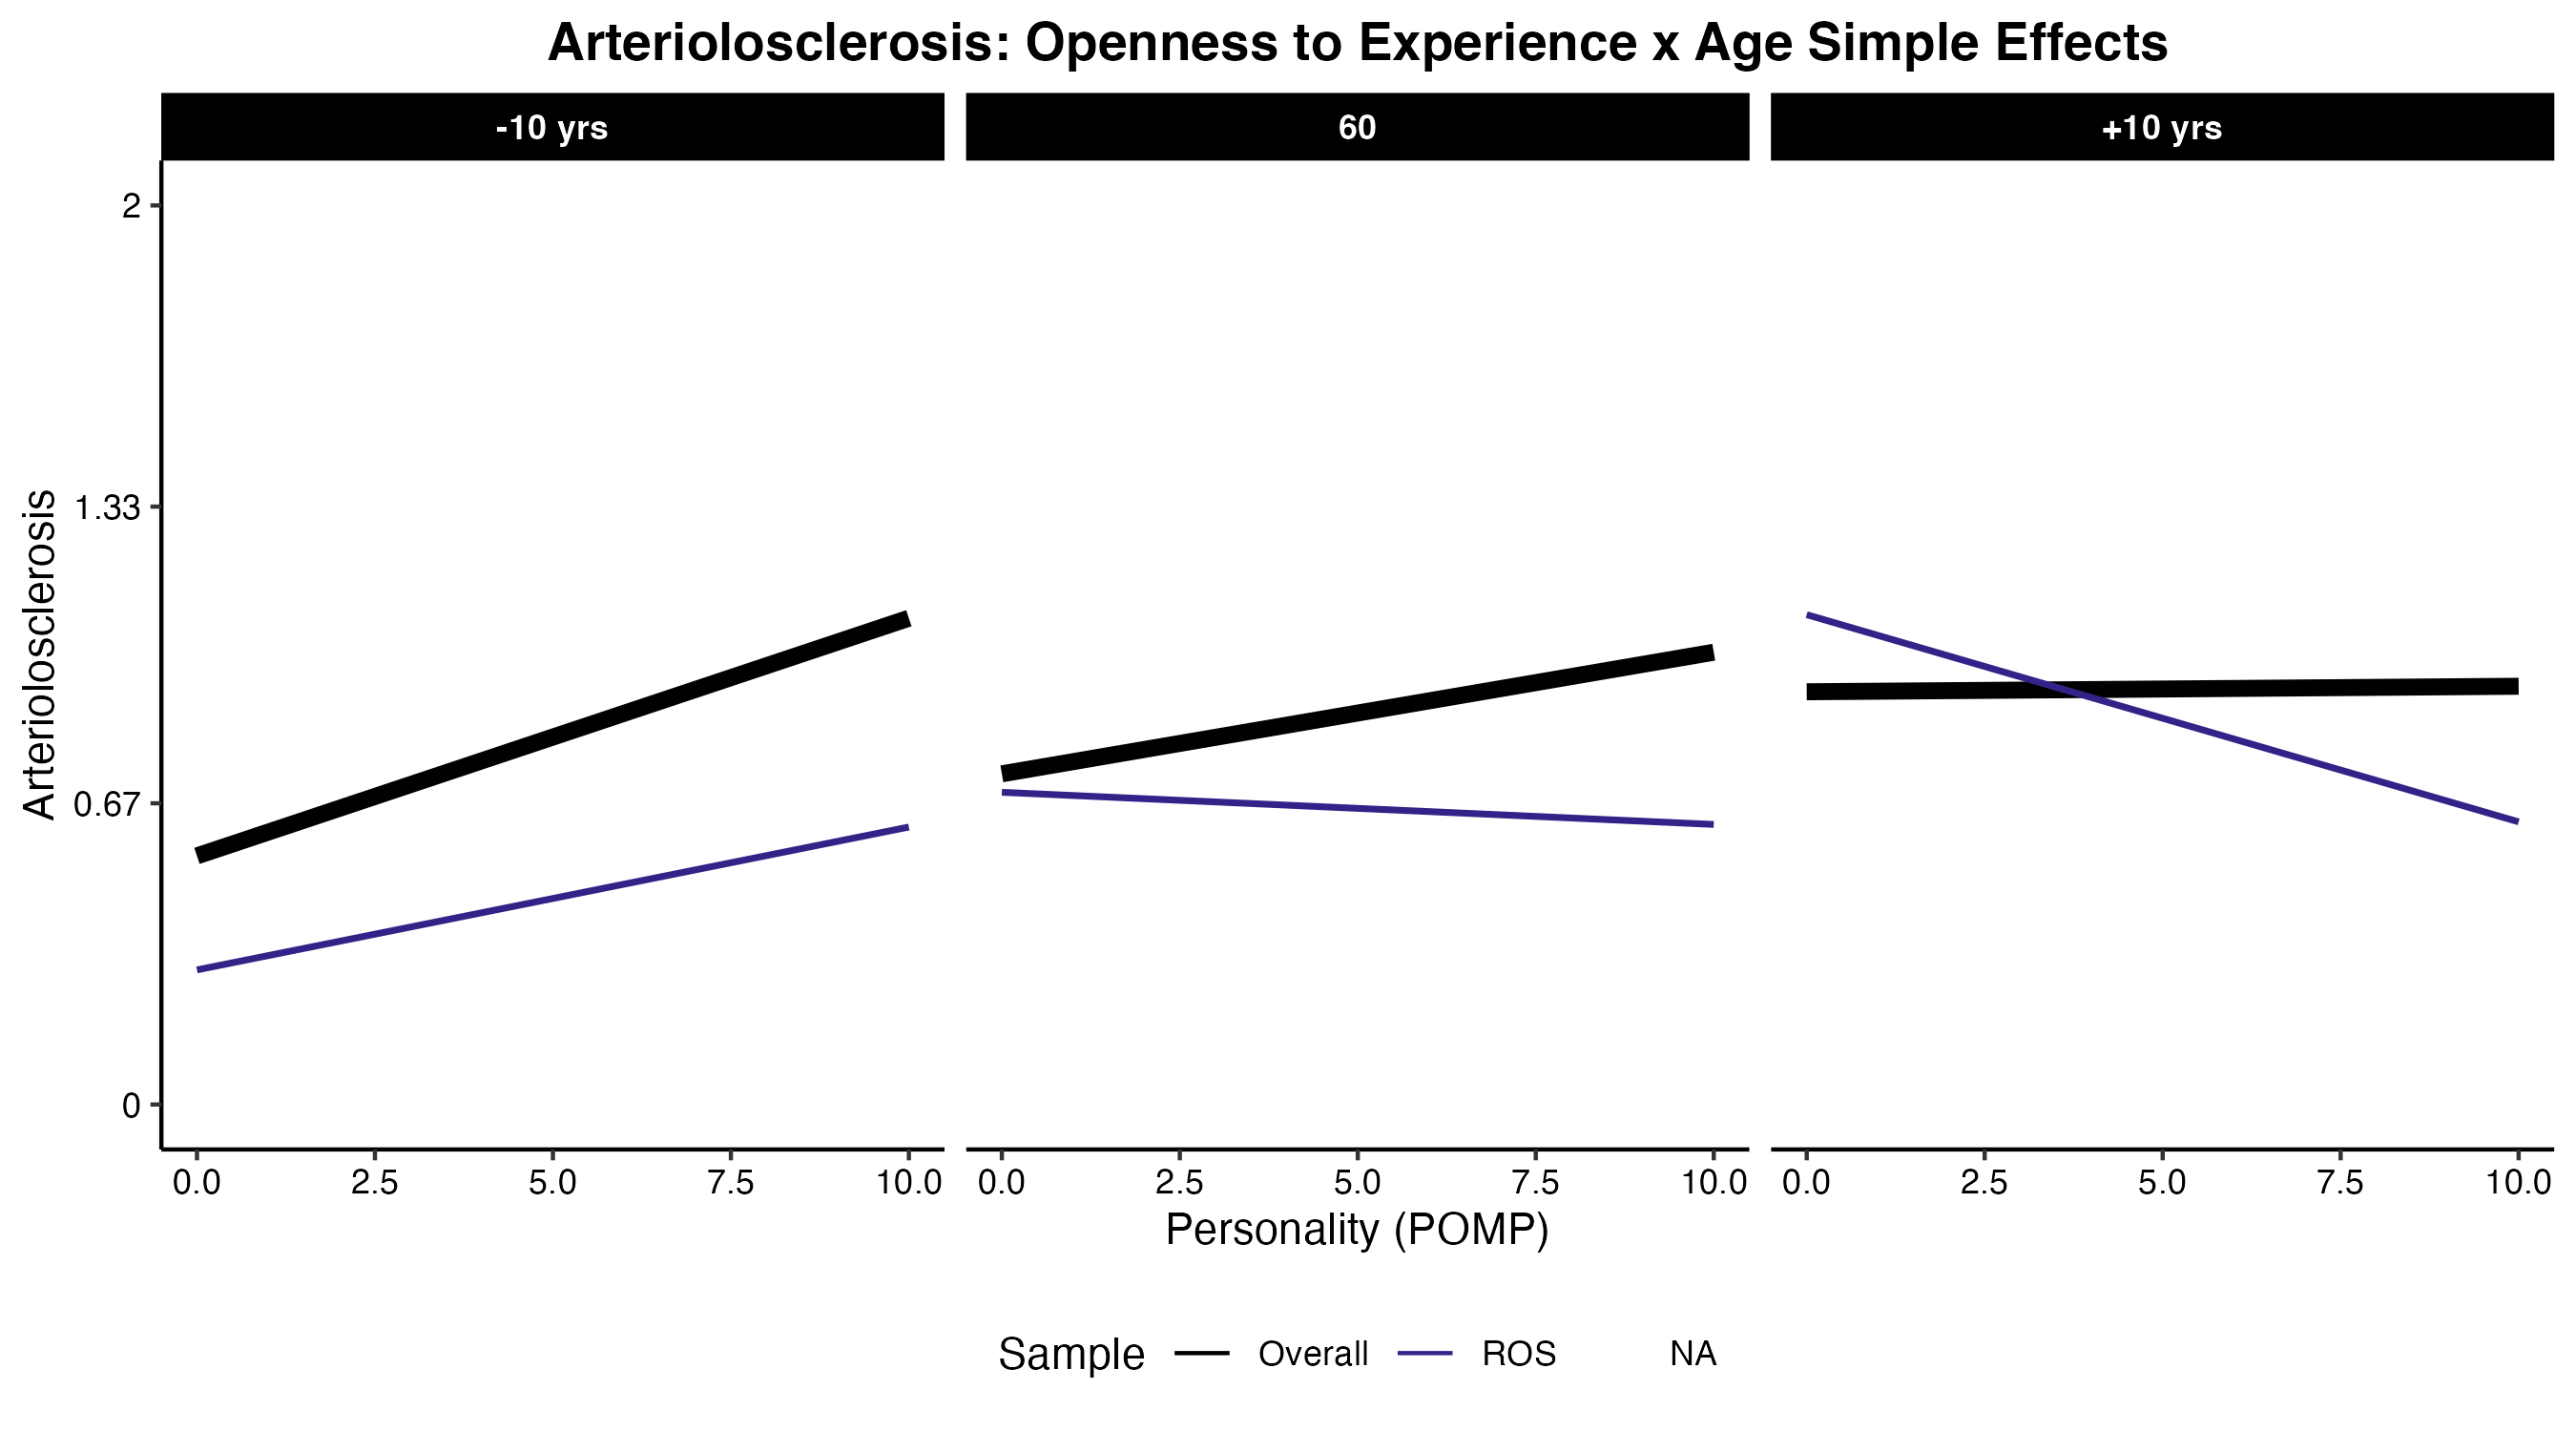 Arteriolosclerosis: Openness to Experience x Age Simple Effects
-10 yrs 60 +10 yrs
Arteriolosclerosis
2
1.33
0.67
0
0.0 2.5 5.0 7.5 10.0 0.0 2.5 5.0 7.5 10.0 0.0 2.5 5.0 7.5 10.0
Personality (POMP)
Sample Overall ROS NA